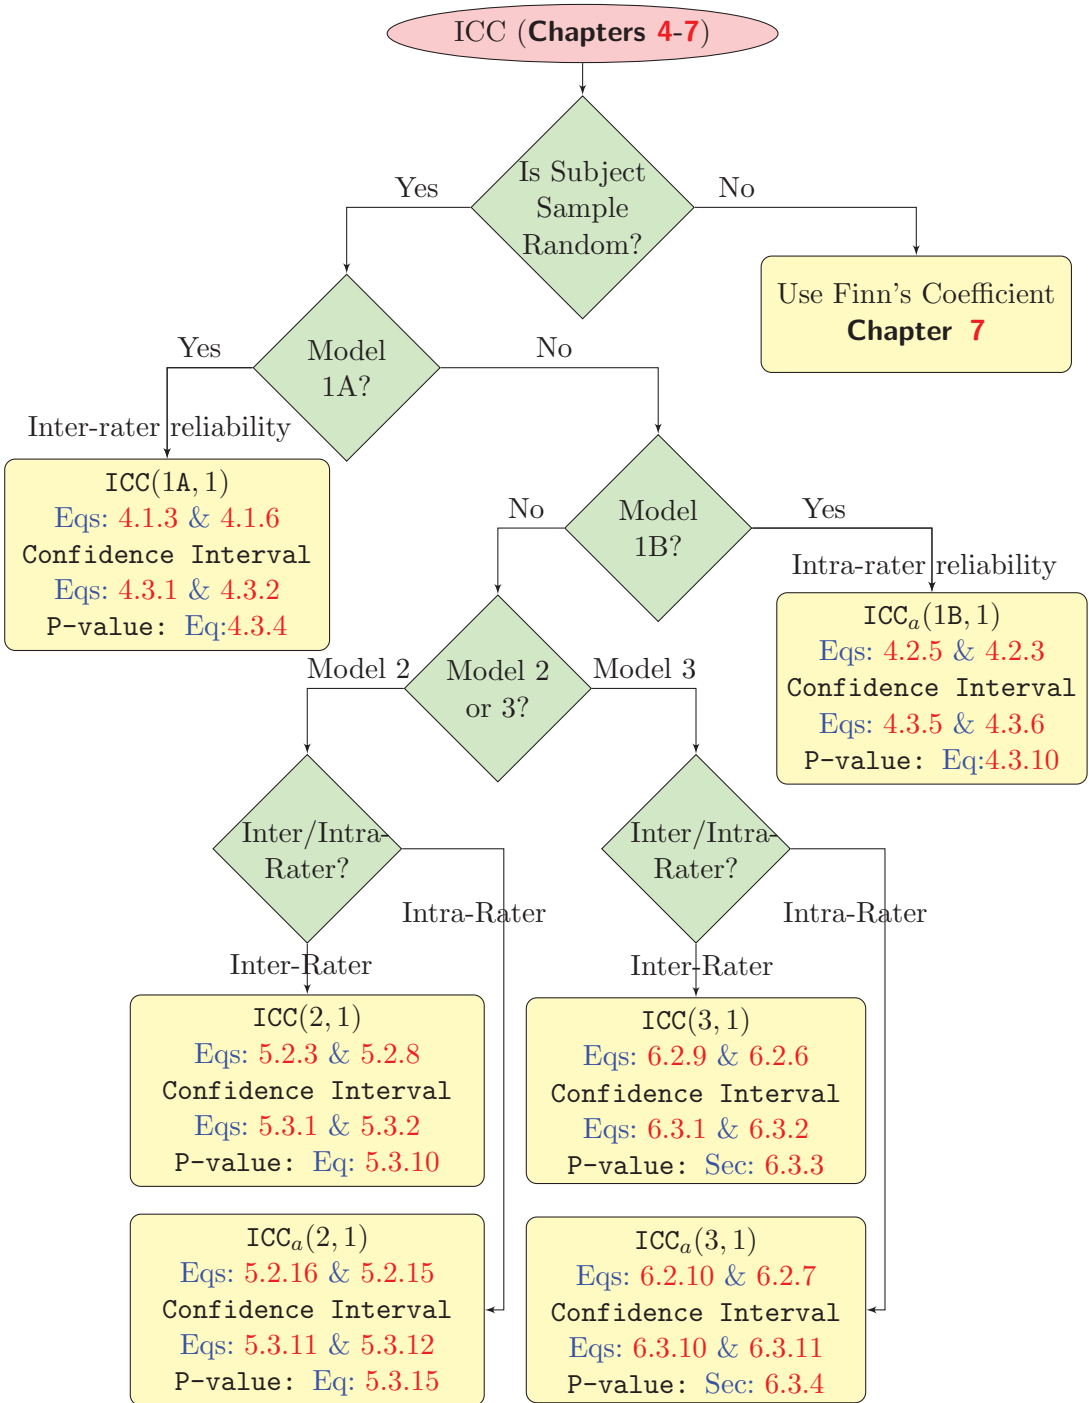 ICC (Chapters 4-7)
Is Subject
Sample
Random?
Yes
No
Use Finn's Coefficient
Chapter 7
Model
1A?
Yes
No
Inter-rater reliability
ICC(1A, 1)
Eqs: 4.1.3 & 4.1.6
Confidence Interval
Eqs: 4.3.1 & 4.3.2
P-value: Eq:4.3.4
Model
1B?
No
Yes
Intra-rater reliability
ICCₐ(1B, 1)
Eqs: 4.2.5 & 4.2.3
Confidence Interval
Eqs: 4.3.5 & 4.3.6
P-value: Eq:4.3.10
Model 2
or 3?
Model 2
Model 3
Inter/Intra-
Rater?
Intra-Rater
Inter-Rater
Inter/Intra-
Rater?
Intra-Rater
Inter-Rater
ICC(2, 1)
Eqs: 5.2.3 & 5.2.8
Confidence Interval
Eqs: 5.3.1 & 5.3.2
P-value: Eq: 5.3.10
ICC(3, 1)
Eqs: 6.2.9 & 6.2.6
Confidence Interval
Eqs: 6.3.1 & 6.3.2
P-value: Sec: 6.3.3
ICCₐ(2, 1)
Eqs: 5.2.16 & 5.2.15
Confidence Interval
Eqs: 5.3.11 & 5.3.12
P-value: Eq: 5.3.15
ICCₐ(3, 1)
Eqs: 6.2.10 & 6.2.7
Confidence Interval
Eqs: 6.3.10 & 6.3.11
P-value: Sec: 6.3.4